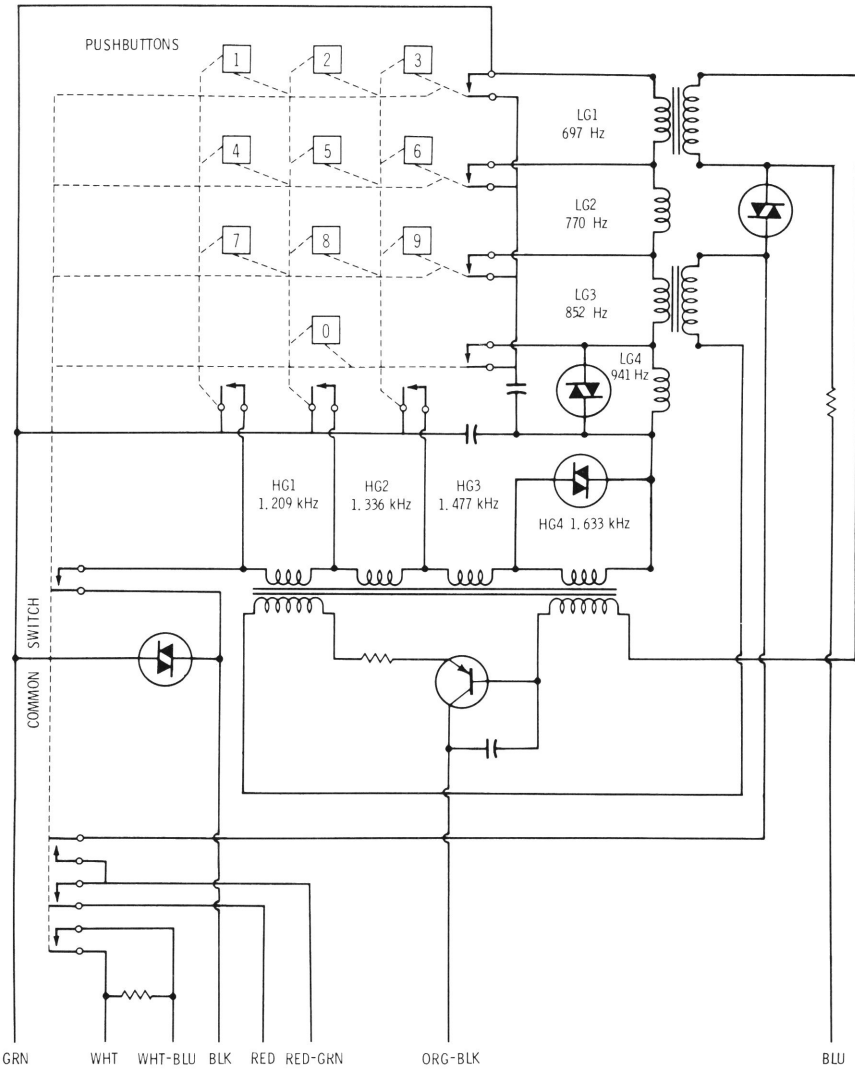 PUSHBUTTONS
1
2
3
LG1
697 Hz
4
5
6
LG2
770 Hz
7
8
9
LG3
852 Hz
0
LG4
941 Hz
HG1
1.209 kHz
HG2
1.336 kHz
HG3
1.477 kHz
HG4 1.633 kHz
COMMON SWITCH
GRN
WHT
WHT-BLU
BLK
RED
RED-GRN
ORG-BLK
BLU